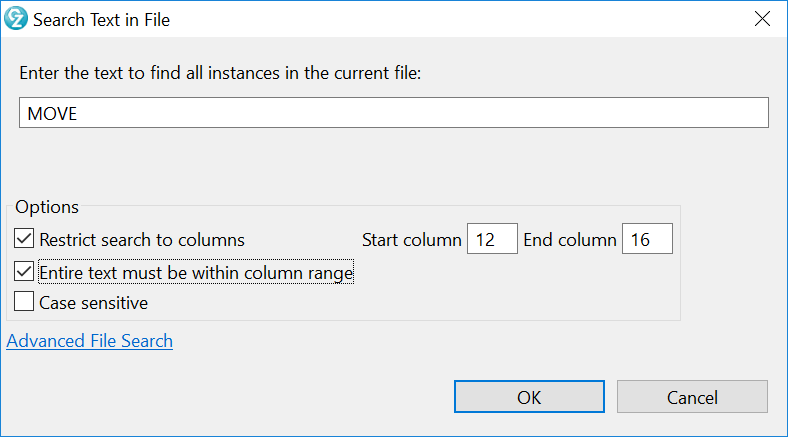 Search Text in File
Enter the text to find all instances in the current file:
MOVE
Options
Restrict search to columns Start column 12 End column 16
Entire text must be within column range
Case sensitive
Advanced File Search
OK Cancel